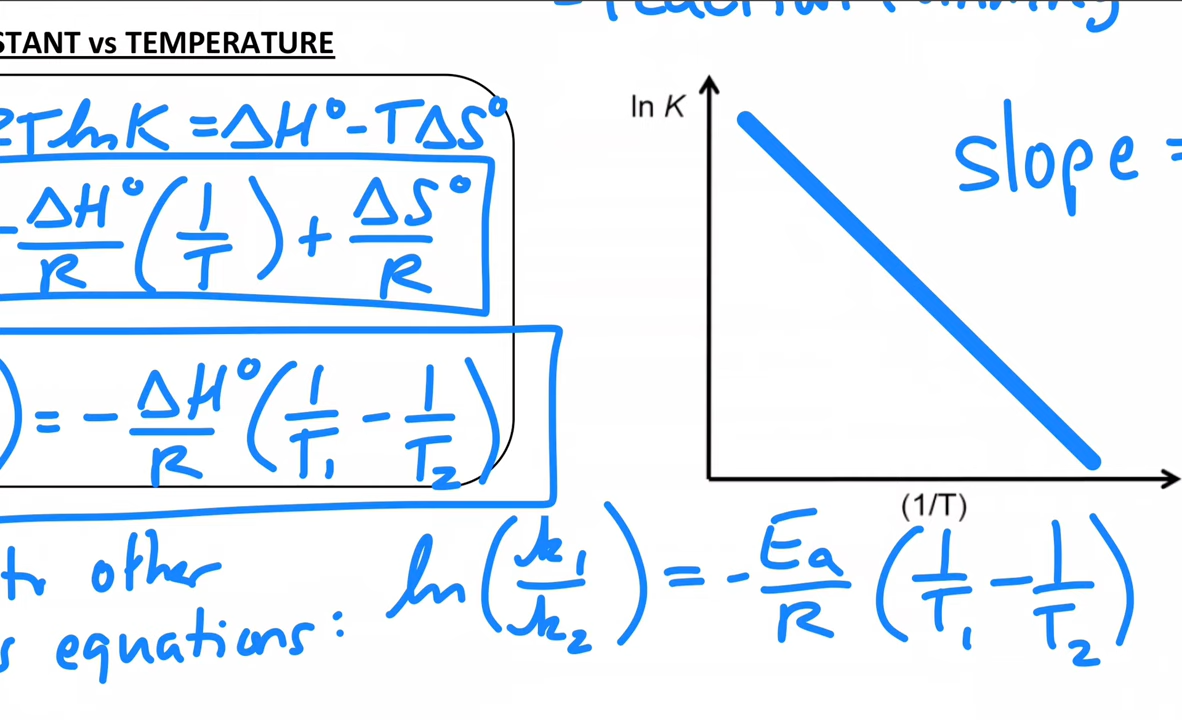 STANT vs TEMPERATURE
RTlnK = ΔH° - TΔS°
ln K
slope =
- ΔH°/R (1/T) + ΔS°/R
) = - ΔH°/R (1/T₁ - 1/T₂)
(1/T)
other
equations: ln(k₁/k₂) = - Ea/R (1/T₁ - 1/T₂)